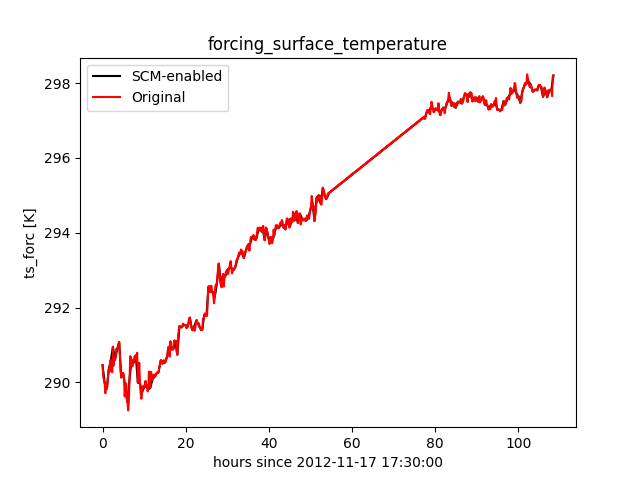 forcing_surface_temperature
SCM-enabled
Original
ts_forc [K]
298
296
294
292
290
0 20 40 60 80 100
hours since 2012-11-17 17:30:00